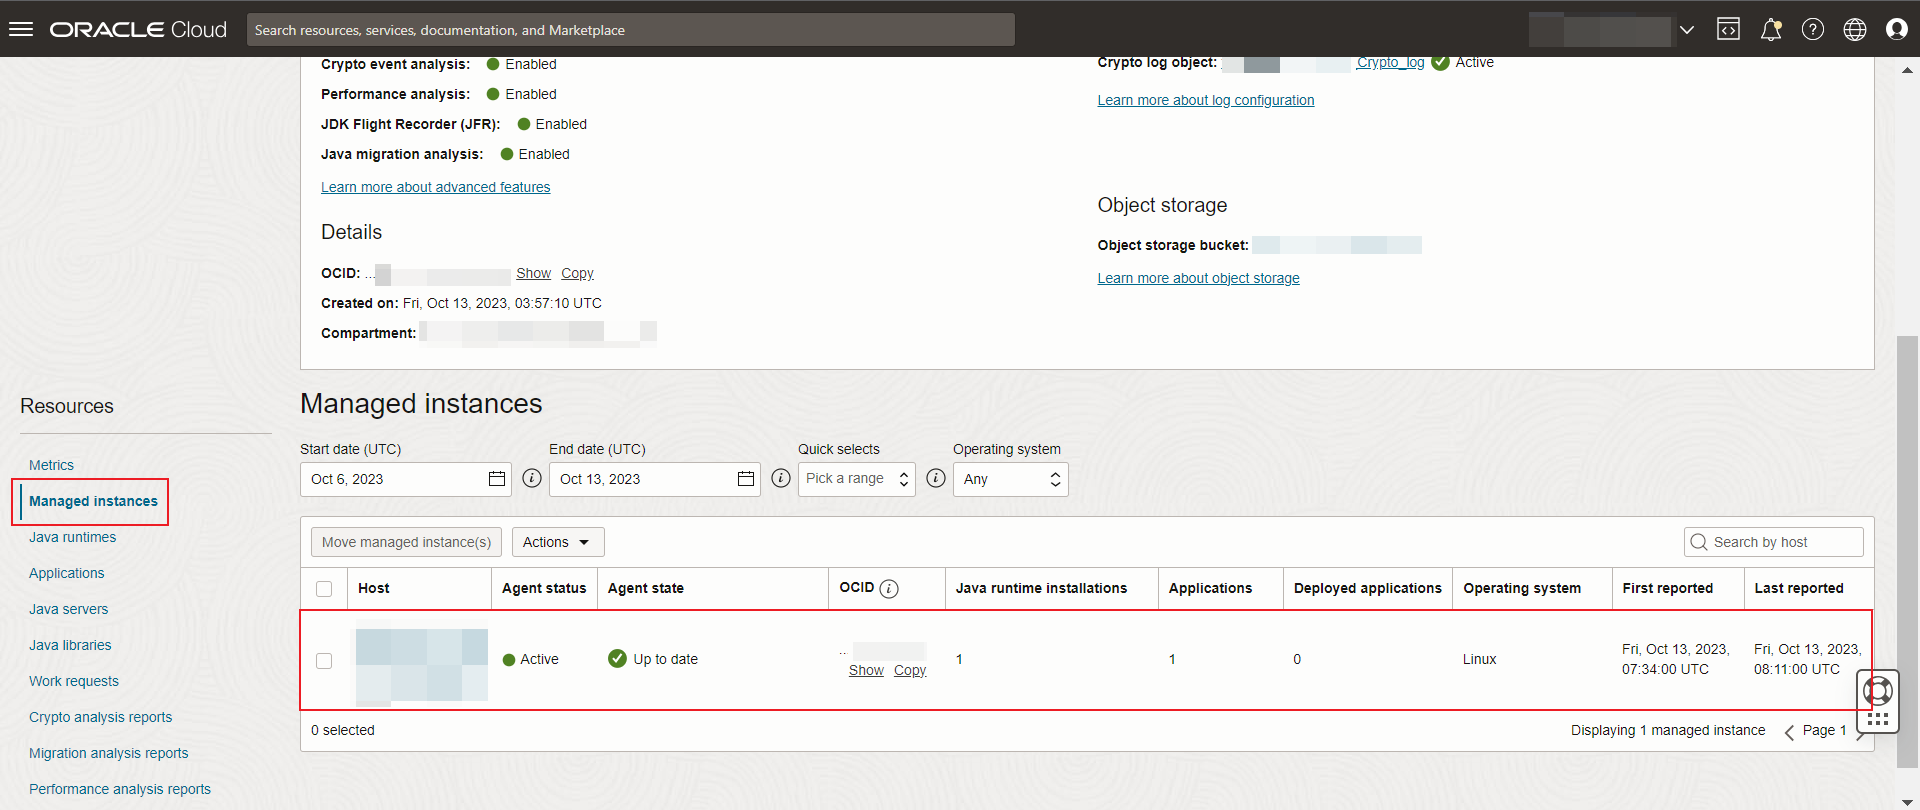 ORACLE Cloud
Search resources, services, documentation, and Marketplace
Crypto event analysis: Enabled
Performance analysis: Enabled
JDK Flight Recorder (JFR): Enabled
Java migration analysis: Enabled
Learn more about advanced features
Details
OCID: ... Show Copy
Created on: Fri, Oct 13, 2023, 03:57:10 UTC
Compartment:
Crypto log object: Crypto_log Active
Learn more about log configuration
Object storage
Object storage bucket:
Learn more about object storage
Resources
Metrics
Managed instances
Java runtimes
Applications
Java servers
Java libraries
Work requests
Crypto analysis reports
Migration analysis reports
Performance analysis reports
Managed instances
Start date (UTC) End date (UTC) Quick selects Operating system
Oct 6, 2023 Oct 13, 2023 Pick a range Any
Move managed instance(s) Actions Search by host
Host Agent status Agent state OCID Java runtime installations Applications Deployed applications Operating system First reported Last reported
Active Up to date .. Show Copy 1 1 0 Linux Fri, Oct 13, 2023, 07:34:00 UTC Fri, Oct 13, 2023, 08:11:00 UTC
0 selected Displaying 1 managed instance Page 1